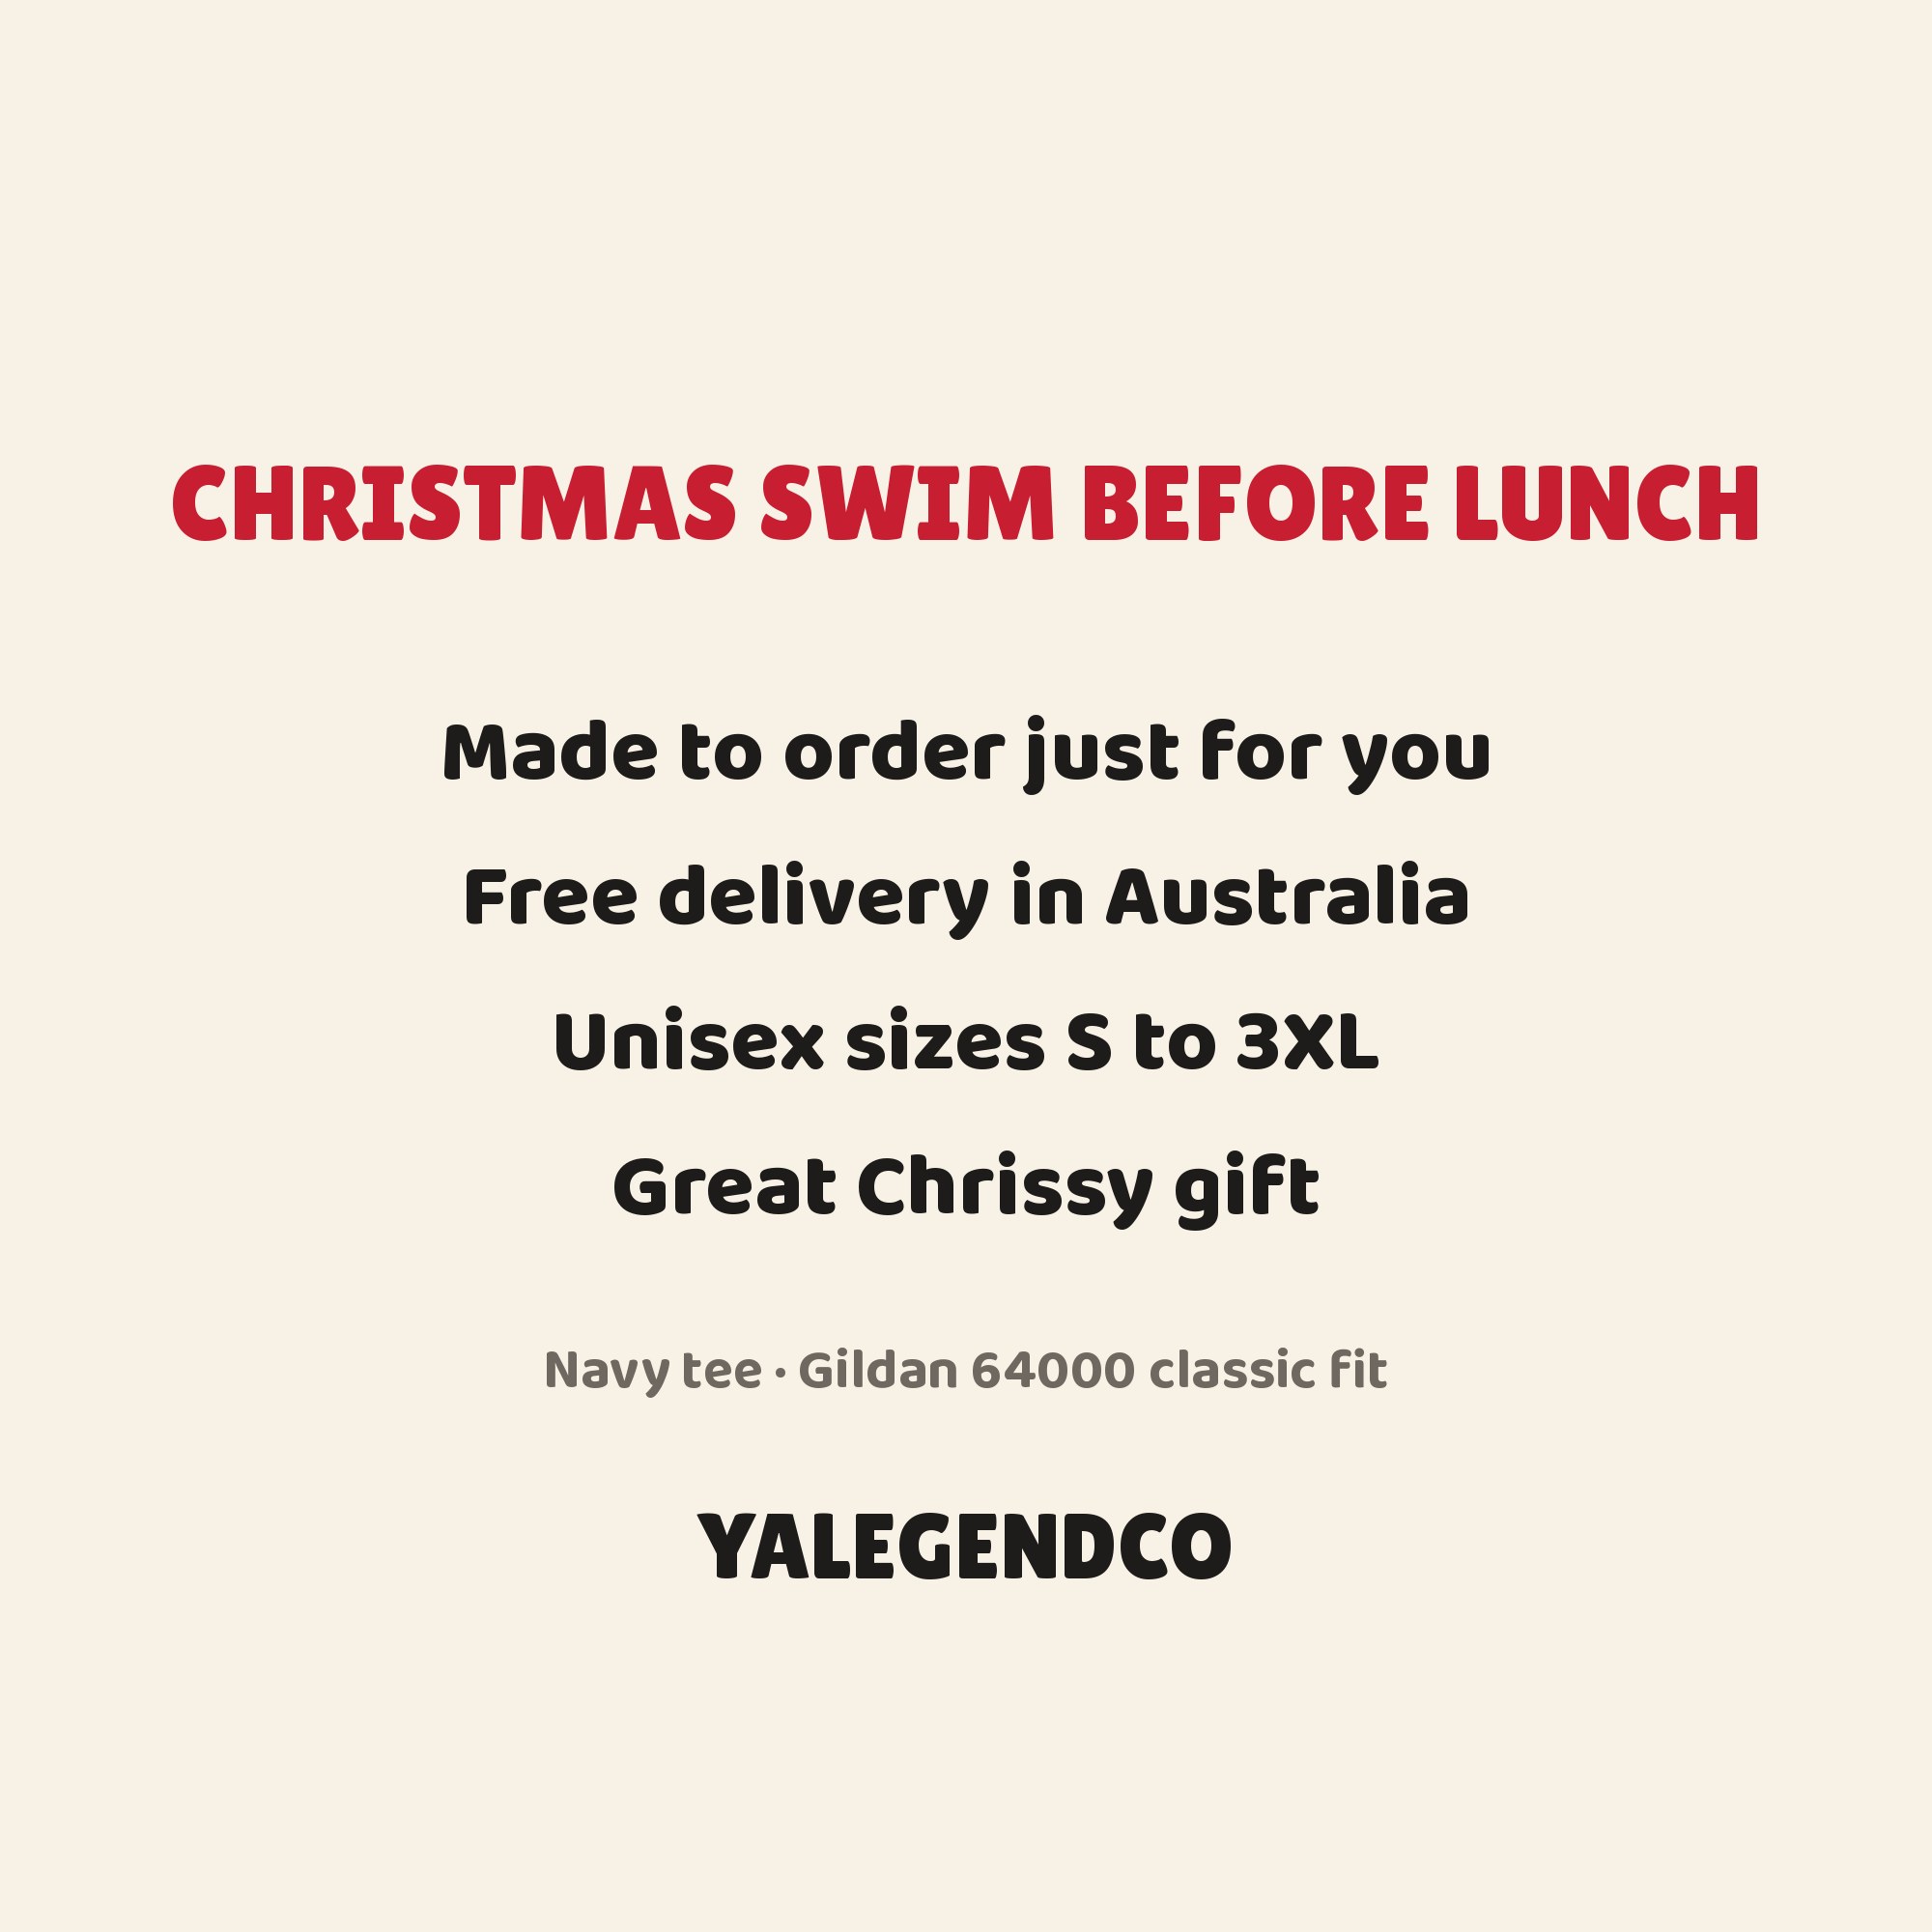 CHRISTMAS SWIM BEFORE LUNCH
Made to order just for you
Free delivery in Australia
Unisex sizes S to 3XL
Great Chrissy gift
Navy tee • Gildan 64000 classic fit
YALEGENDCO